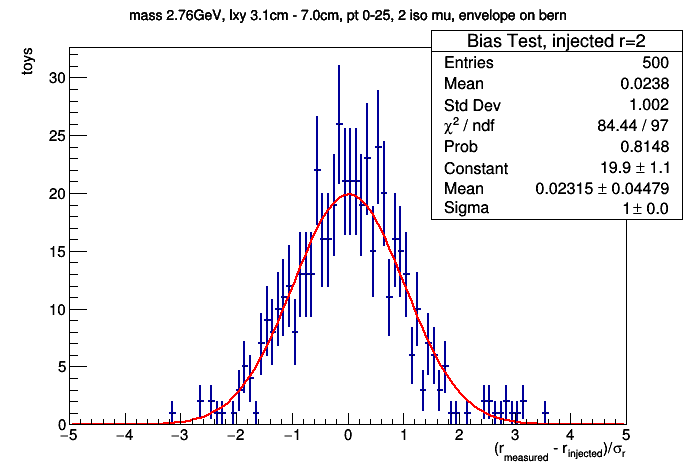 mass 2.76GeV, lxy 3.1cm - 7.0cm, pt 0-25, 2 iso mu, envelope on bern
toys
Bias Test, injected r=2
Entries 500
Mean 0.0238
Std Dev 1.002
χ² / ndf 84.44 / 97
Prob 0.8148
Constant 19.9 ± 1.1
Mean 0.02315 ± 0.04479
Sigma 1 ± 0.0
30
25
20
15
10
5
0
−5 −4 −3 −2 −1 0 1 2 3 4 5
(r_measured - r_injected)/σ_r